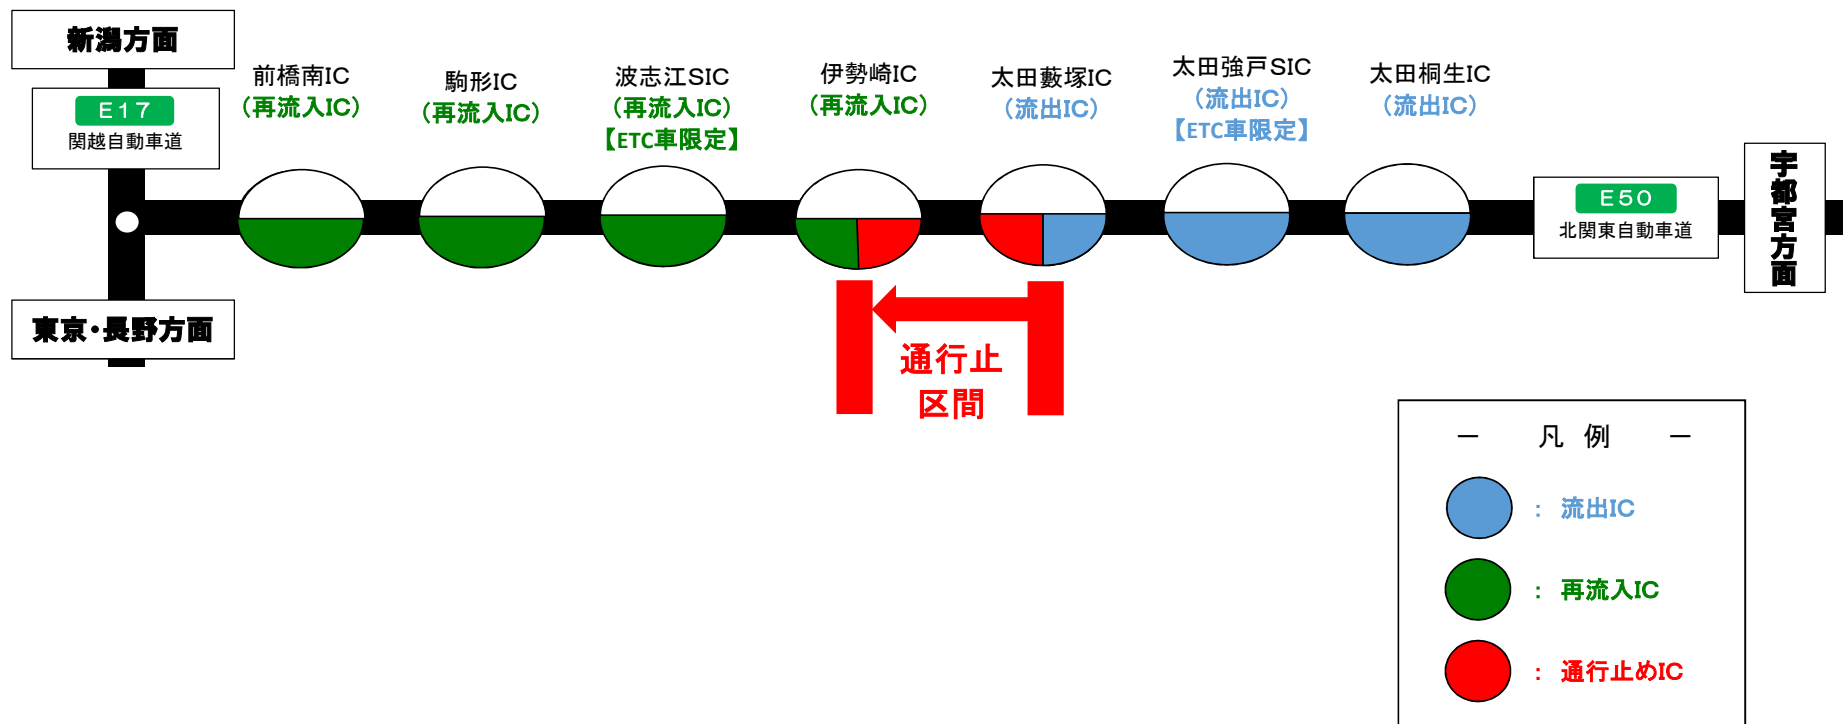 新潟方面
E17
関越自動車道
東京・長野方面
前橋南IC
(再流入IC)
駒形IC
(再流入IC)
波志江SIC
(再流入IC)
【ETC車限定】
伊勢崎IC
(再流入IC)
太田藪塚IC
(流出IC)
太田強戸SIC
(流出IC)
【ETC車限定】
太田桐生IC
(流出IC)
E50
北関東自動車道
宇都宮方面
通行止
区間
－ 凡 例 －
： 流出IC
： 再流入IC
： 通行止めIC